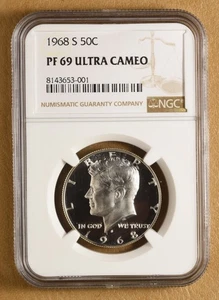 1968 S 50C
PF 69 ULTRA CAMEO
8143653-001
NUMISMATIC GUARANTY COMPANY
NGC
LIBERTY
IN GOD WE TRUST
1968